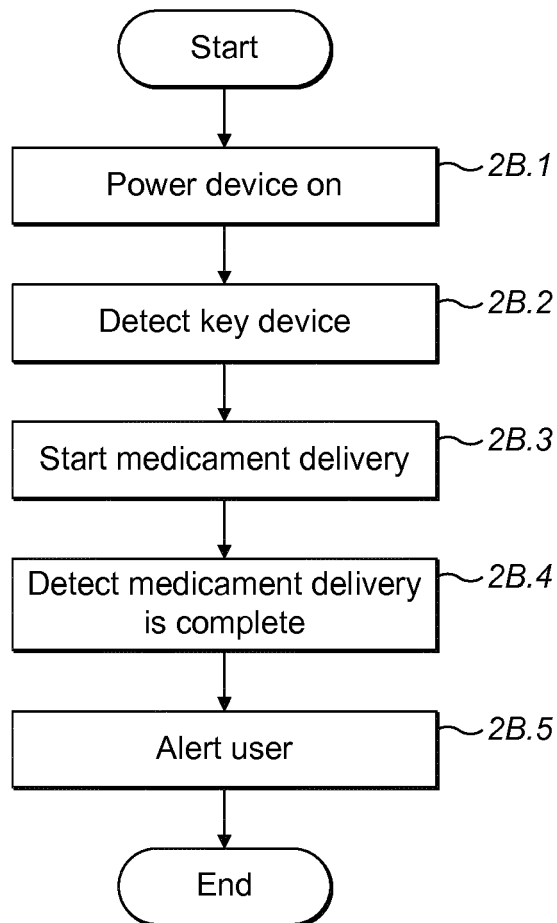 Start
Power device on
2B.1
Detect key device
2B.2
Start medicament delivery
2B.3
Detect medicament delivery
is complete
2B.4
Alert user
2B.5
End